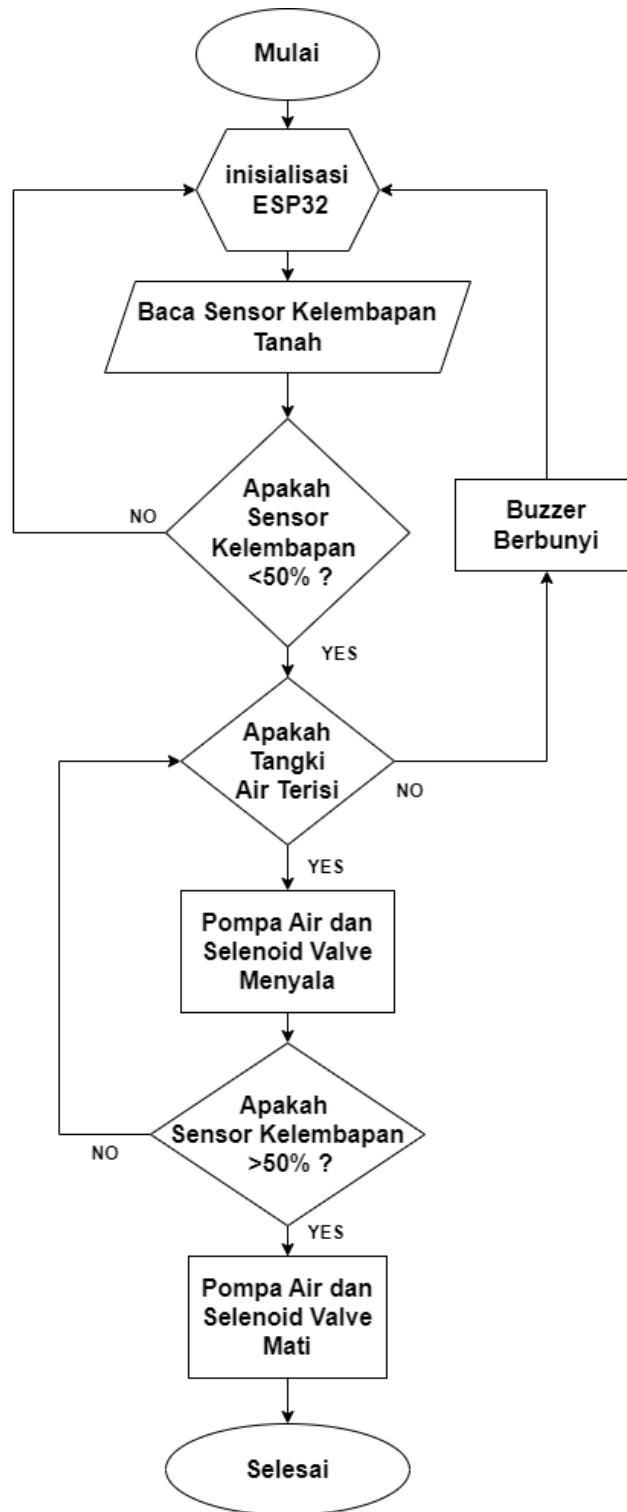 Mulai
inisialisasi
ESP32
Baca Sensor Kelembapan
Tanah
Apakah
Sensor
Kelembapan
<50% ?
NO
Buzzer
Berbunyi
YES
Apakah
Tangki
Air Terisi
NO
YES
Pompa Air dan
Selenoid Valve
Menyala
Apakah
Sensor Kelembapan
>50% ?
NO
YES
Pompa Air dan
Selenoid Valve
Mati
Selesai